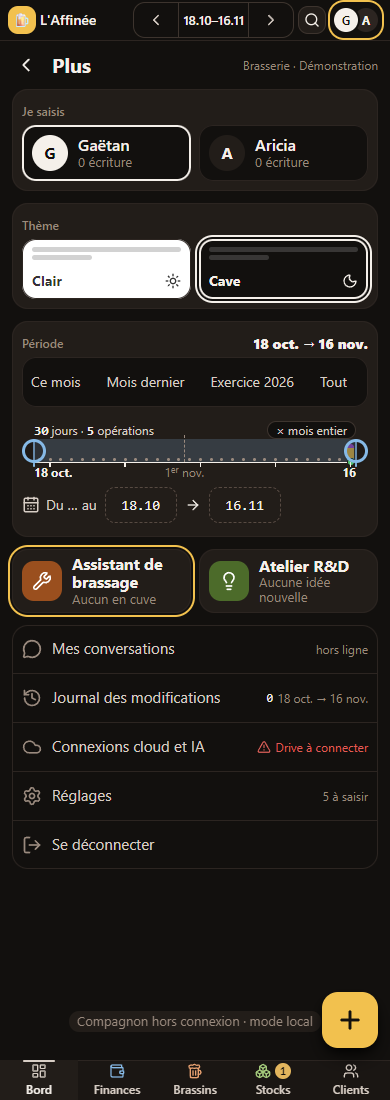 L'Affinée
18.10–16.11
G A
Plus
Brasserie · Démonstration
Je saisis
G
Gaëtan
0 écriture
A
Aricia
0 écriture
Thème
Clair
Cave
Période
18 oct. → 16 nov.
Ce mois
Mois dernier
Exercice 2026
Tout
30 jours · 5 opérations
× mois entier
18 oct.
1er nov.
16
Du ... au
18.10
→
16.11
Assistant de
brassage
Aucun en cuve
Atelier R&D
Aucune idée
nouvelle
Mes conversations
hors ligne
Journal des modifications
0 18 oct. → 16 nov.
Connexions cloud et IA
Drive à connecter
Réglages
5 à saisir
Se déconnecter
Compagnon hors connexion · mode local
+
1
Bord
Finances
Brassins
Stocks
Clients